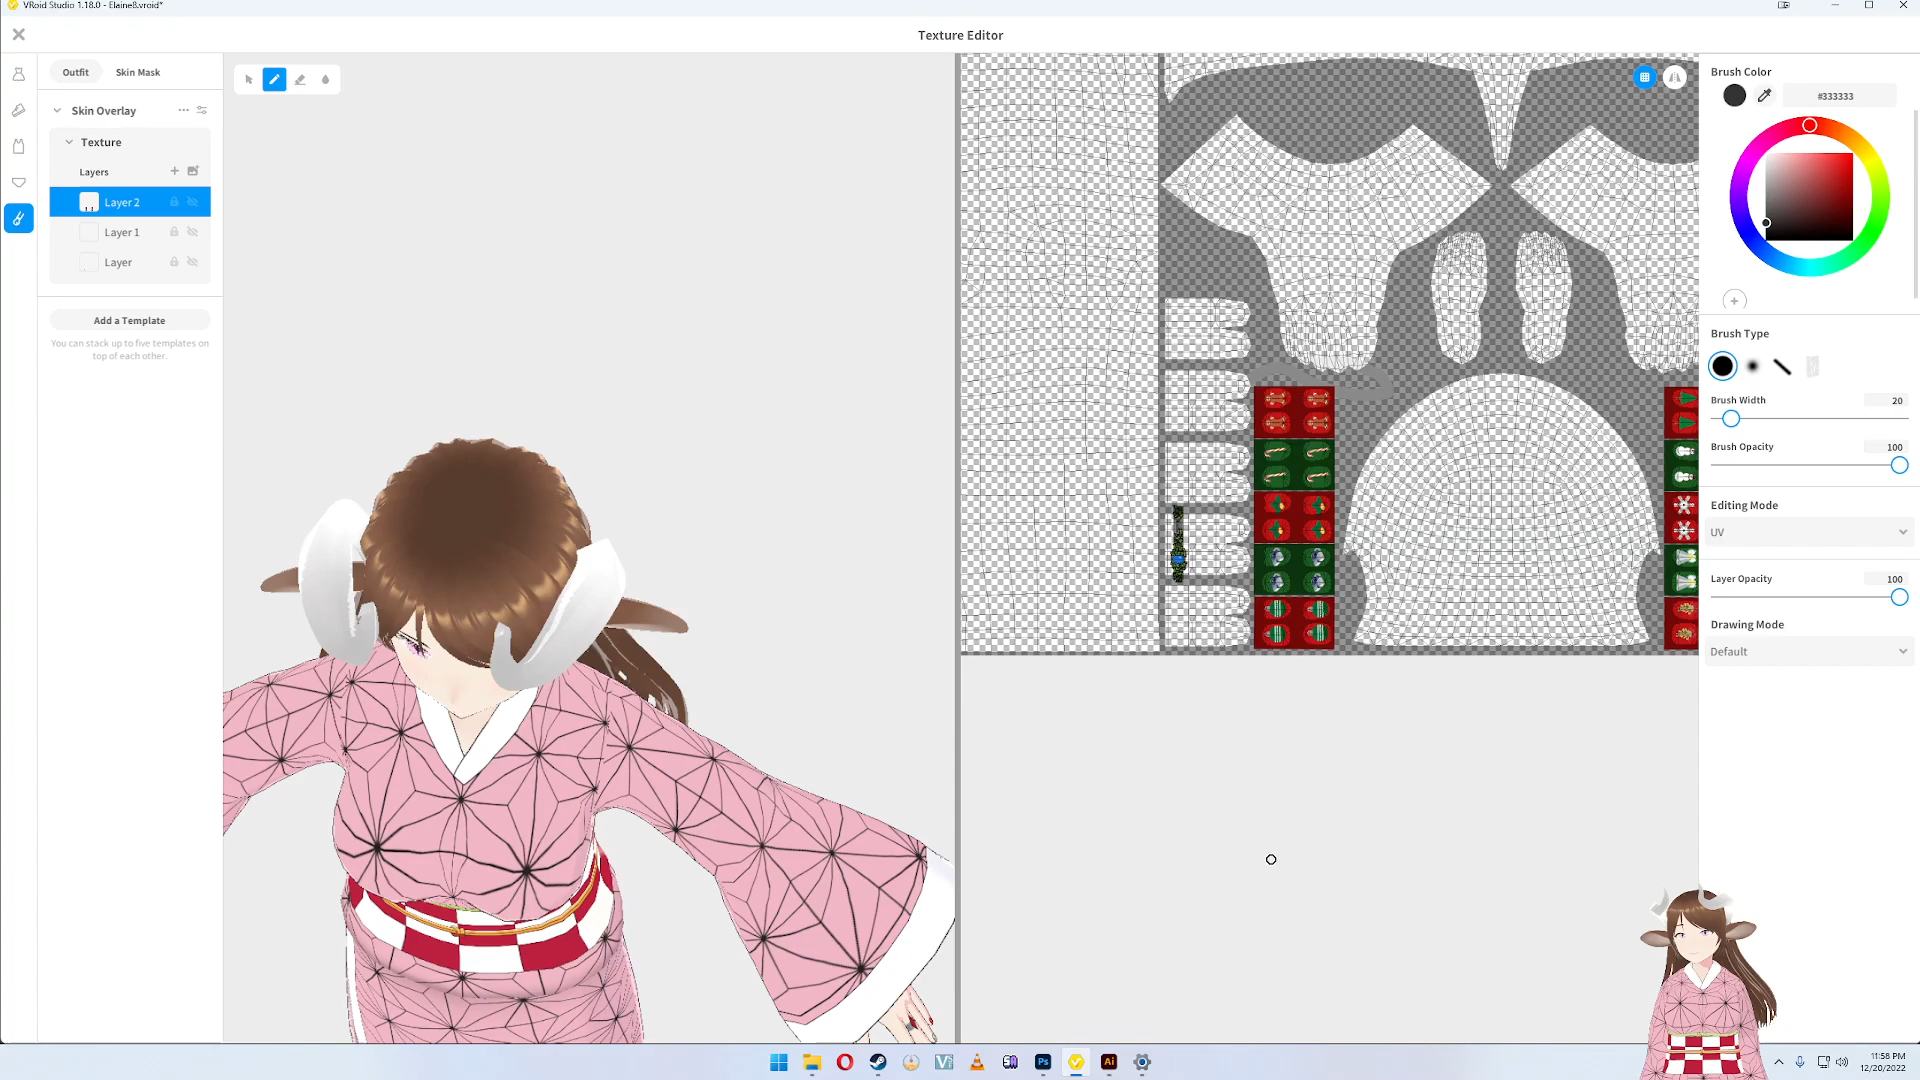 VRoid Studio 1.18.0 - Elaine8.vroid*
Texture Editor
Outfit
Skin Mask
Skin Overlay
Texture
Layers
Layer 2
Layer 1
Layer
Add a Template
You can stack up to five templates on
top of each other.
Brush Color
#333333
Brush Type
Brush Width
20
Brush Opacity
100
Editing Mode
UV
Layer Opacity
100
Drawing Mode
Default
Ps
Ai
11:58 PM
12/20/2022